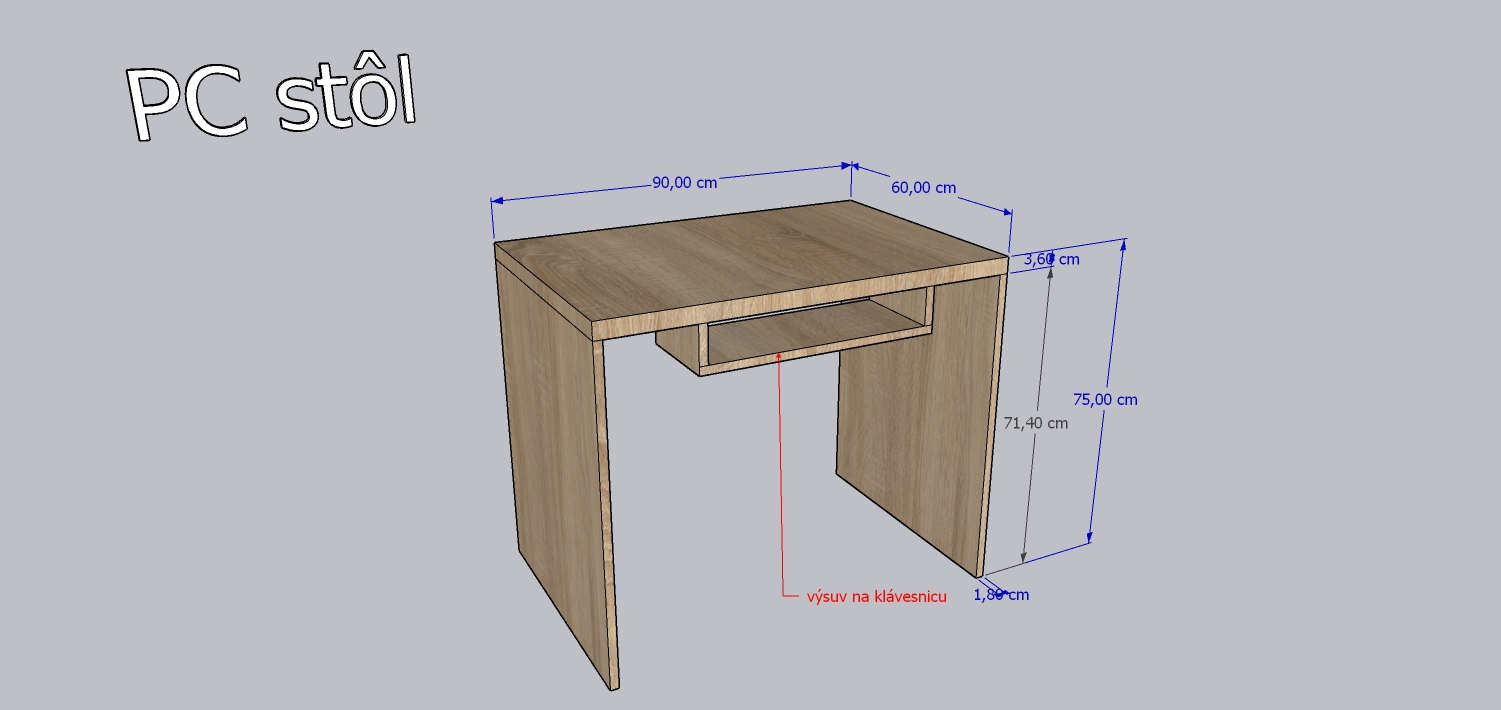 PC stôl
90,00 cm
60,00 cm
3,60 cm
75,00 cm
71,40 cm
1,80 cm
výsuv na klávesnicu